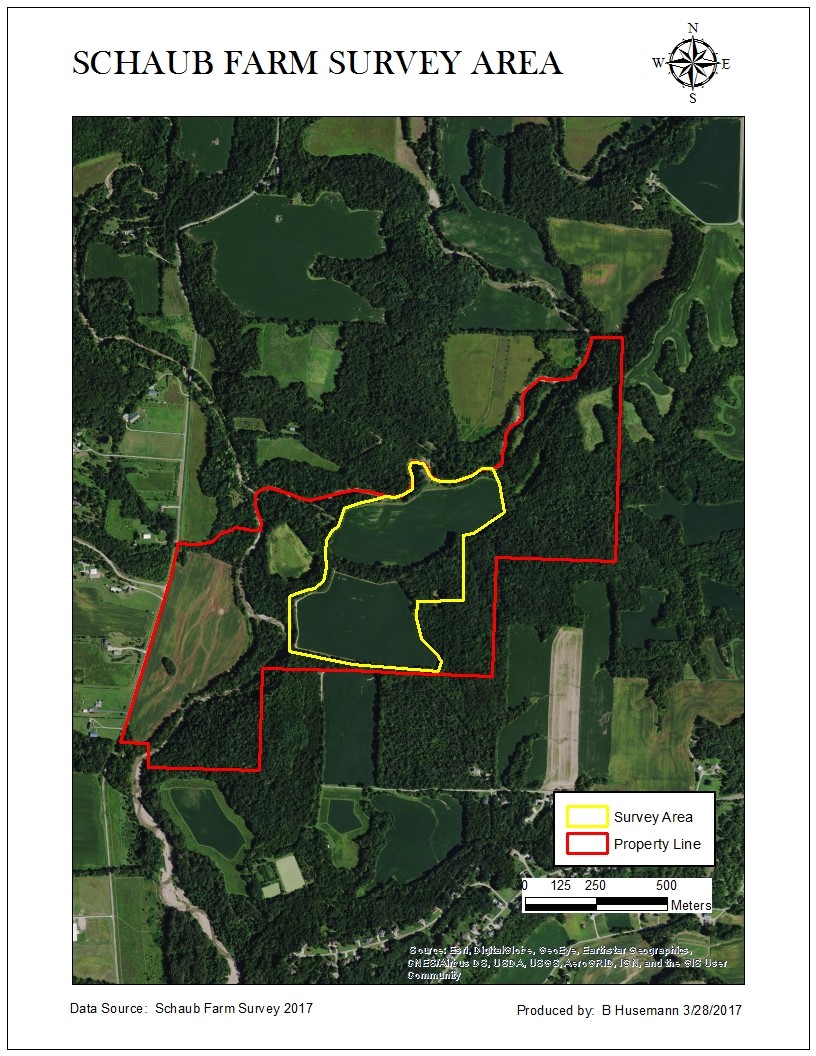 SCHAUB FARM SURVEY AREA
N
W E
S
Survey Area
Property Line
0 125 250 500
Meters
Source: Esri, DigitalGlobe, GeoEye, Earthstar Geographics,
CNES/Airbus DS, USDA, USGS, AeroGRID, IGN, and the GIS User
Community
Data Source: Schaub Farm Survey 2017
Produced by: B Husemann 3/28/2017